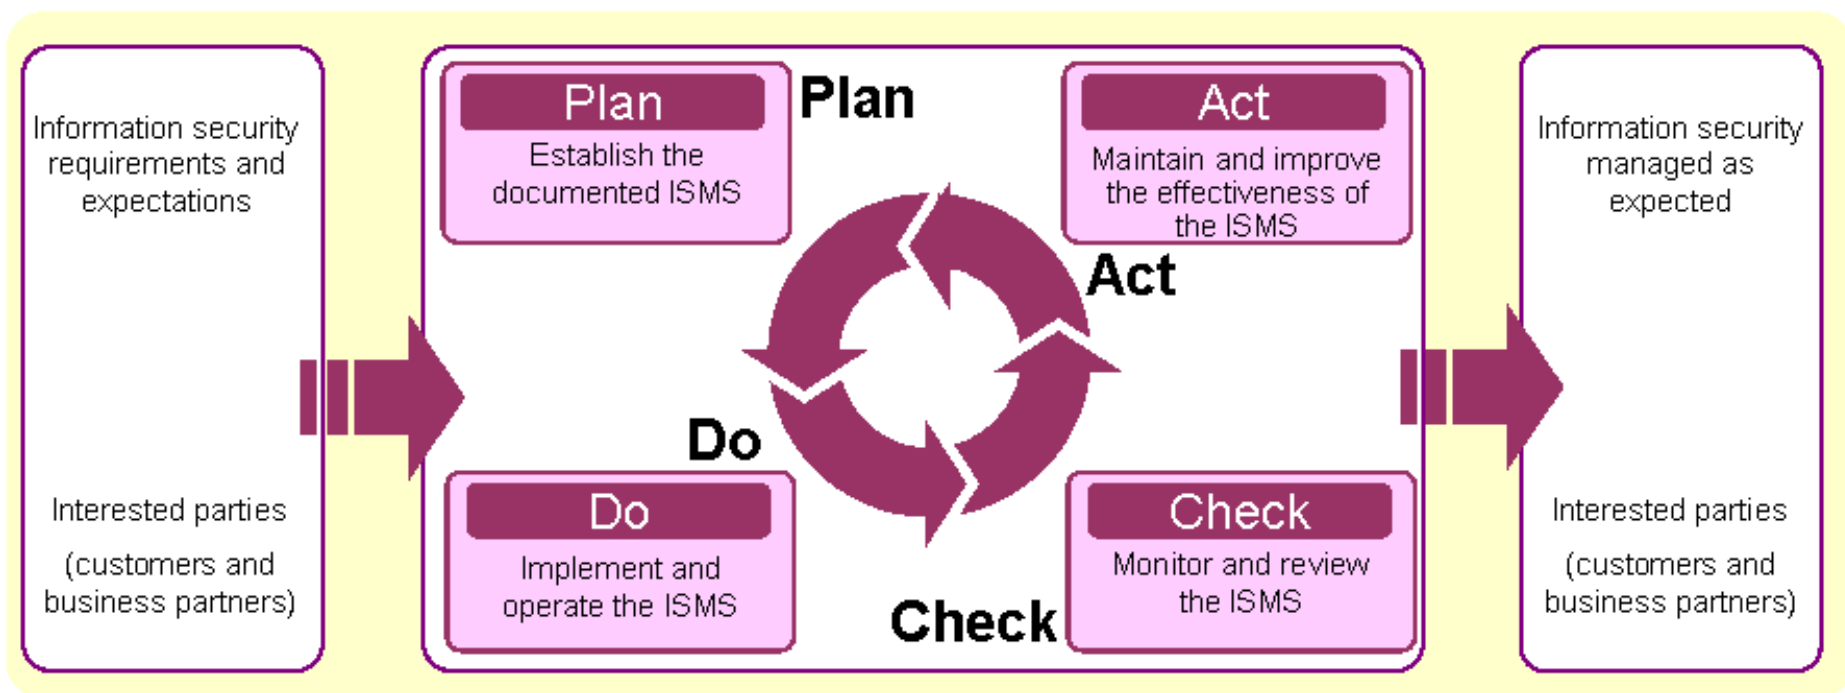 Information security
requirements and
expectations
Interested parties
(customers and
business partners)
Plan
Establish the
documented ISMS
Plan
Act
Maintain and improve
the effectiveness of
the ISMS
Act
Do
Do
Implement and
operate the ISMS
Check
Monitor and review
the ISMS
Check
Information security
managed as
expected
Interested parties
(customers and
business partners)